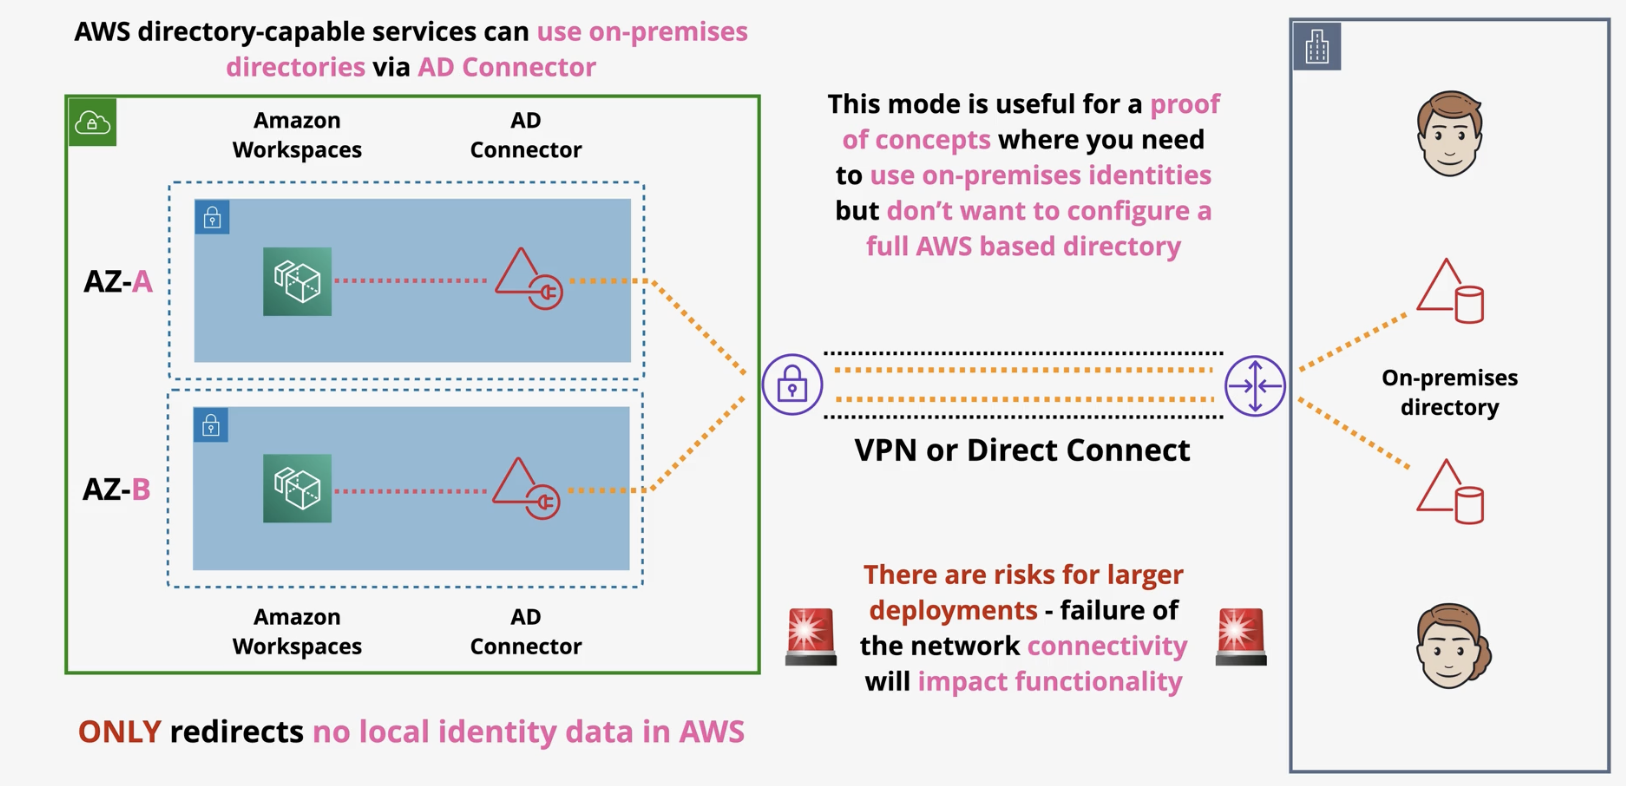 AWS directory-capable services can use on-premises
directories via AD Connector
Amazon
Workspaces
AD
Connector
AZ-A
AZ-B
Amazon
Workspaces
AD
Connector
ONLY redirects no local identity data in AWS
This mode is useful for a proof
of concepts where you need
to use on-premises identities
but don’t want to configure a
full AWS based directory
VPN or Direct Connect
There are risks for larger
deployments - failure of
the network connectivity
will impact functionality
On-premises
directory